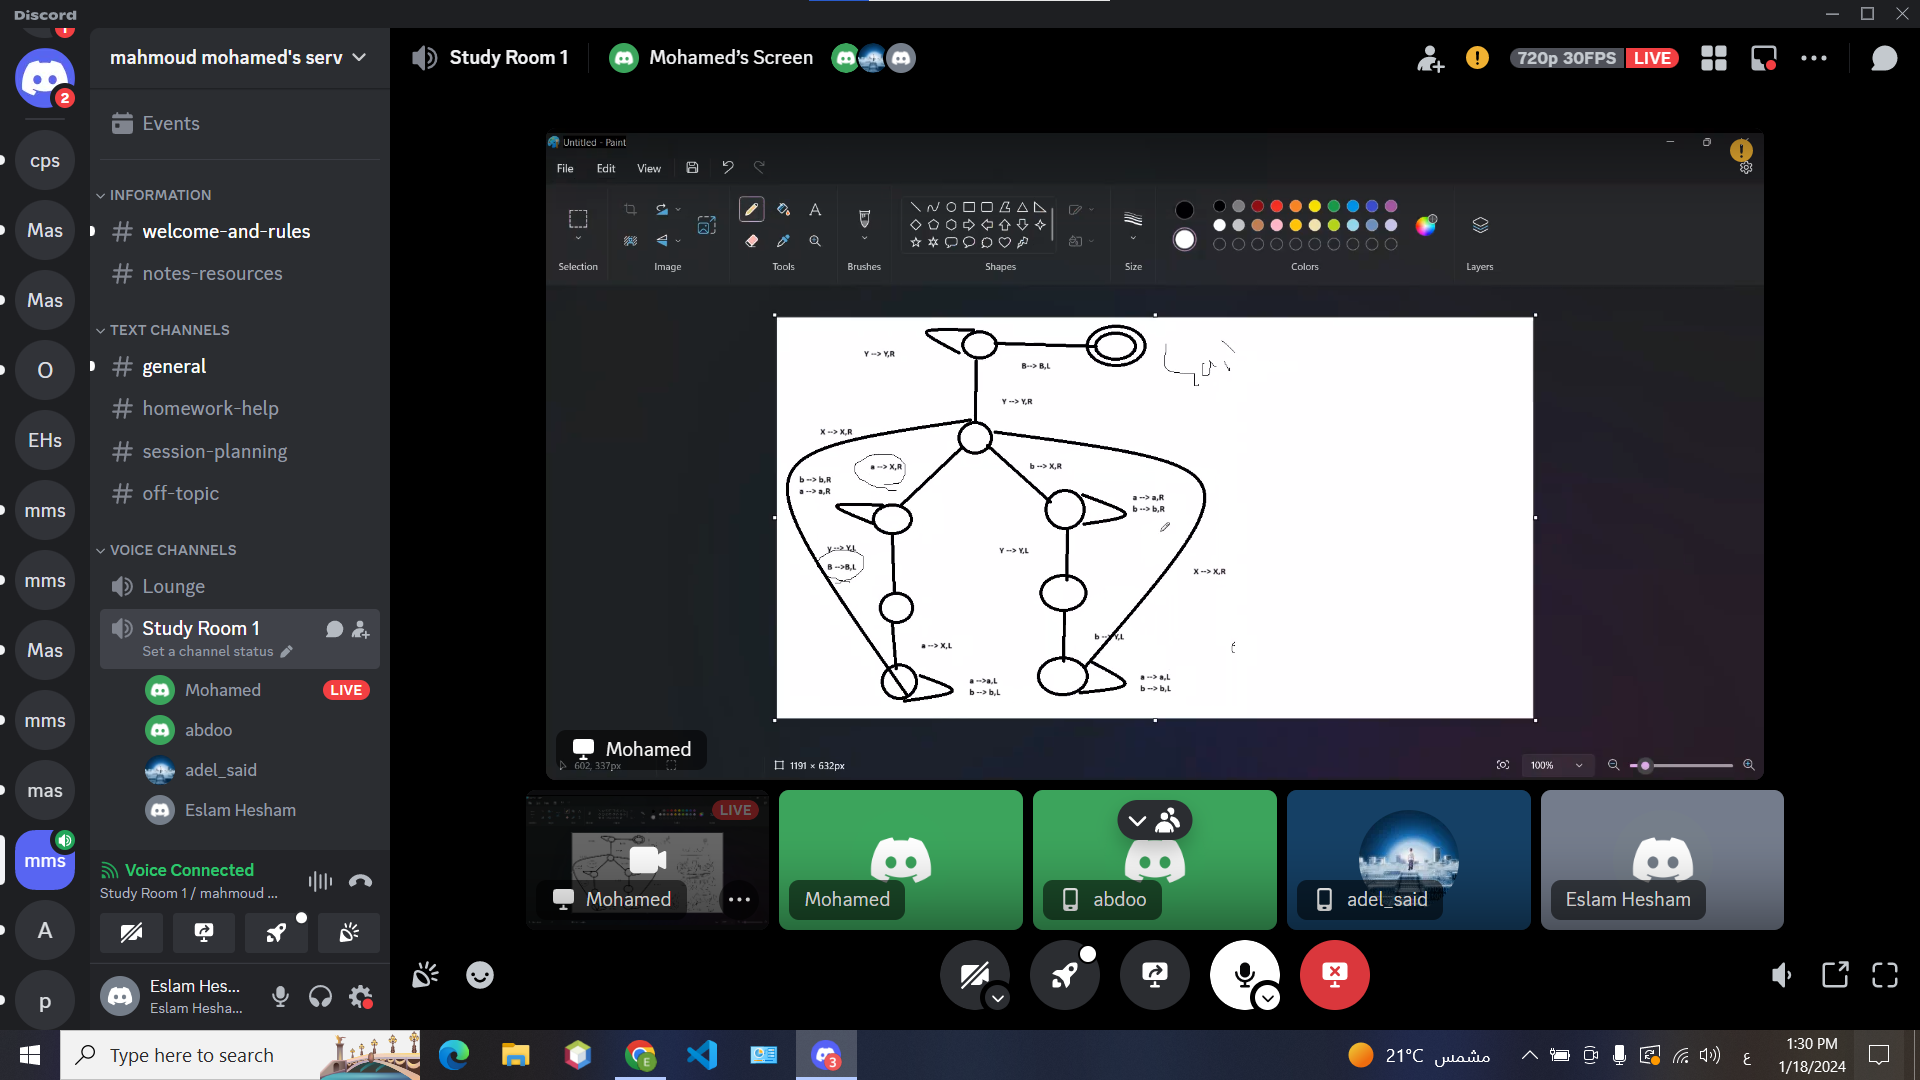 Discord
1
2
cps
Mas
Mas
O
EHs
mms
mms
Mas
mms
mas
mms
A
p
mahmoud mohamed's serv
Events
INFORMATION
welcome-and-rules
notes-resources
TEXT CHANNELS
general
homework-help
session-planning
off-topic
VOICE CHANNELS
Lounge
Study Room 1
Set a channel status
Mohamed LIVE
abdoo
adel_said
Eslam Hesham
Voice Connected
Study Room 1 / mahmoud ...
Eslam Hes...
Eslam Hesha...
Study Room 1
Mohamed’s Screen
720p 30FPS LIVE
Untitled - Paint
File Edit View
Selection Image Tools Brushes Shapes Size Colors Layers
Y --> Y,R
B--> B,L
Y --> Y,R
X --> X,R
a --> X,R
b --> X,R
b --> b,R
a --> a,R
a --> a,R
b --> b,R
y --> Y,L
B -->B,L
Y --> Y,L
X --> X,R
b --> Y,L
a --> X,L
a -->a,L
b --> b,L
a --> a,L
b --> b,L
Mohamed
602, 337px
1191 × 632px
100%
LIVE
Mohamed
Mohamed
abdoo
adel_said
Eslam Hesham
Type here to search
E
3
21°C مشمس
ع
1:30 PM
1/18/2024